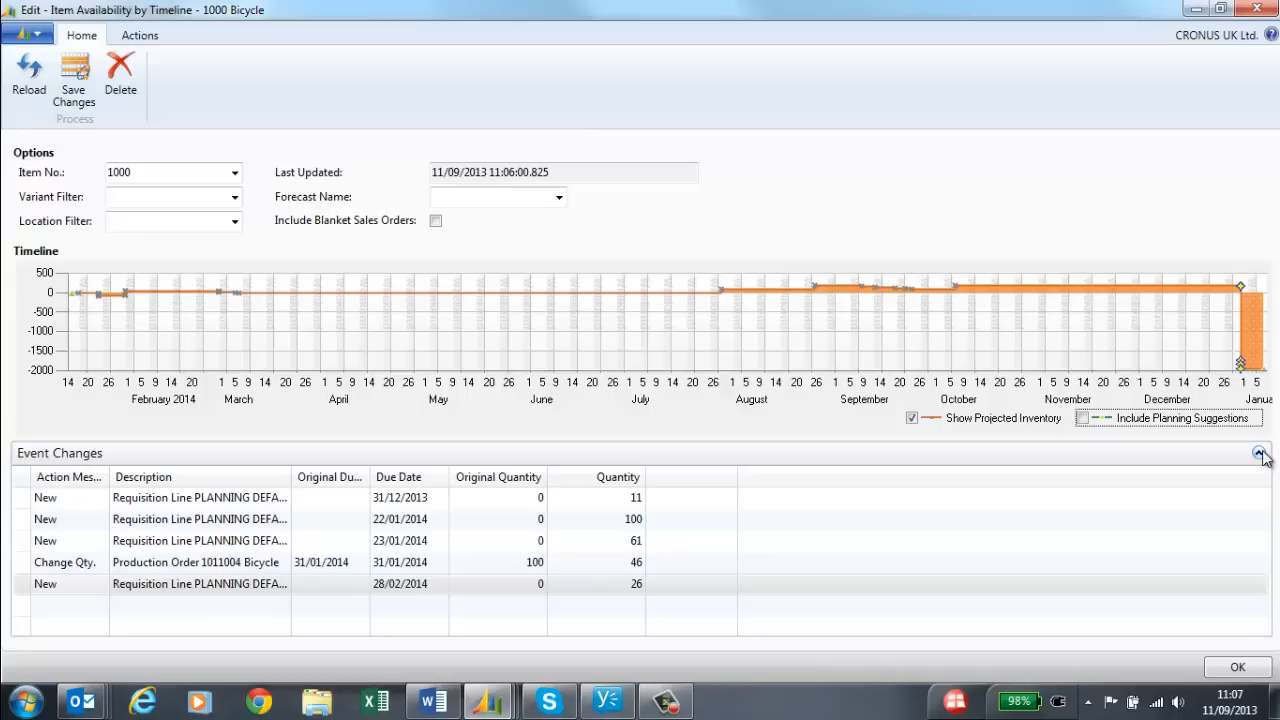 Edit - Item Availability by Timeline - 1000 Bicycle
Home Actions CRONUS UK Ltd.
Reload Save Changes Delete
Process
Options
Item No.: 1000 Last Updated: 11/09/2013 11:06:00.825
Variant Filter: Forecast Name:
Location Filter: Include Blanket Sales Orders:
Timeline
500
0
-500
-1000
-1500
-2000
14 20 26 1 5 9 14 20 1 5 9 14 20 26 1 5 9 14 20 26 1 5 9 14 20 26 1 5 9 14 20 26 1 5 9 14 20 26 1 5 9 14 20 26 1 5 9 14 20 26 1 5 9 14 20 26 1 5 9 14 20 26 1 5 9 14 20 26 1 5
February 2014 March April May June July August September October November December Janua
Show Projected Inventory Include Planning Suggestions
Event Changes
Action Mes... Description Original Du... Due Date Original Quantity Quantity
New Requisition Line PLANNING DEFA... 31/12/2013 0 11
New Requisition Line PLANNING DEFA... 22/01/2014 0 100
New Requisition Line PLANNING DEFA... 23/01/2014 0 61
Change Qty. Production Order 1011004 Bicycle 31/01/2014 31/01/2014 100 46
New Requisition Line PLANNING DEFA... 28/02/2014 0 26
OK
98% 11:07
11/09/2013